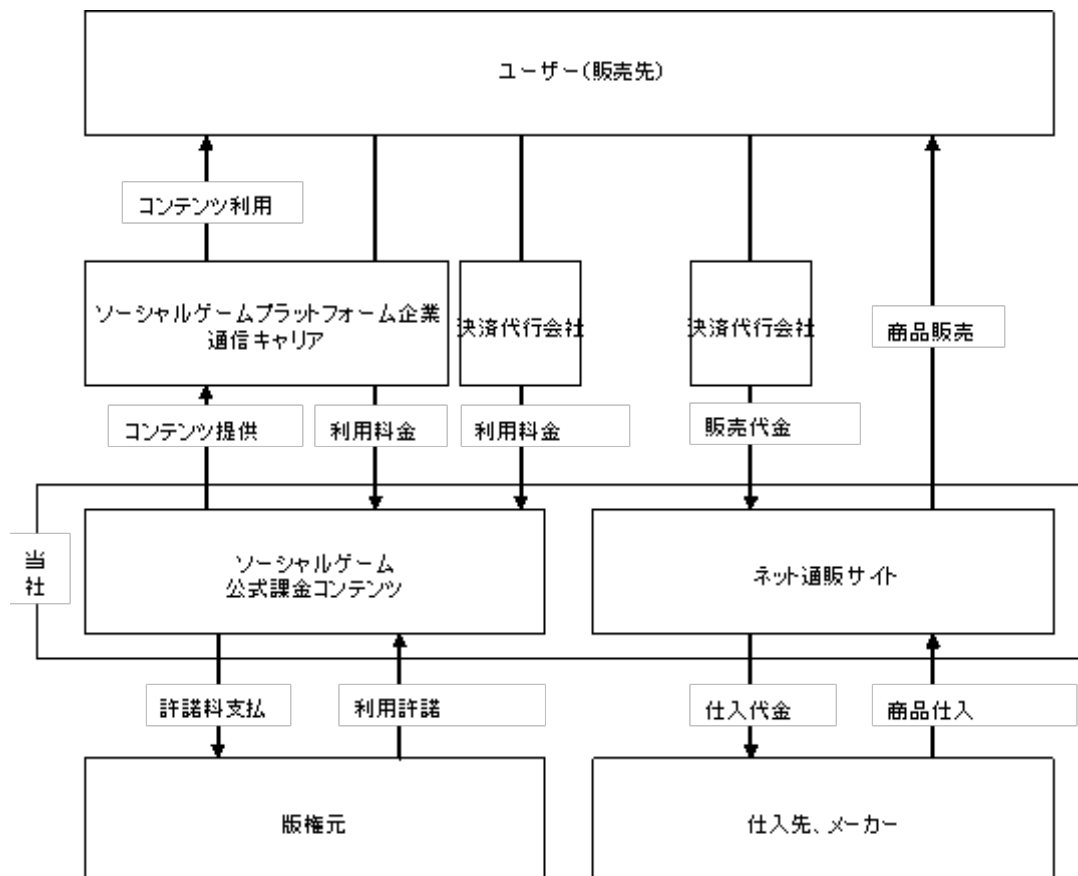 ユーザー(販売先)
コンテンツ利用
ソーシャルゲームプラットフォーム企業
通信キャリア
決済代行会社
決済代行会社
商品販売
コンテンツ提供
利用料金
利用料金
販売代金
当
社
ソーシャルゲーム
公式課金コンテンツ
ネット通販サイト
許諾料支払
利用許諾
仕入代金
商品仕入
版権元
仕入先、メーカー